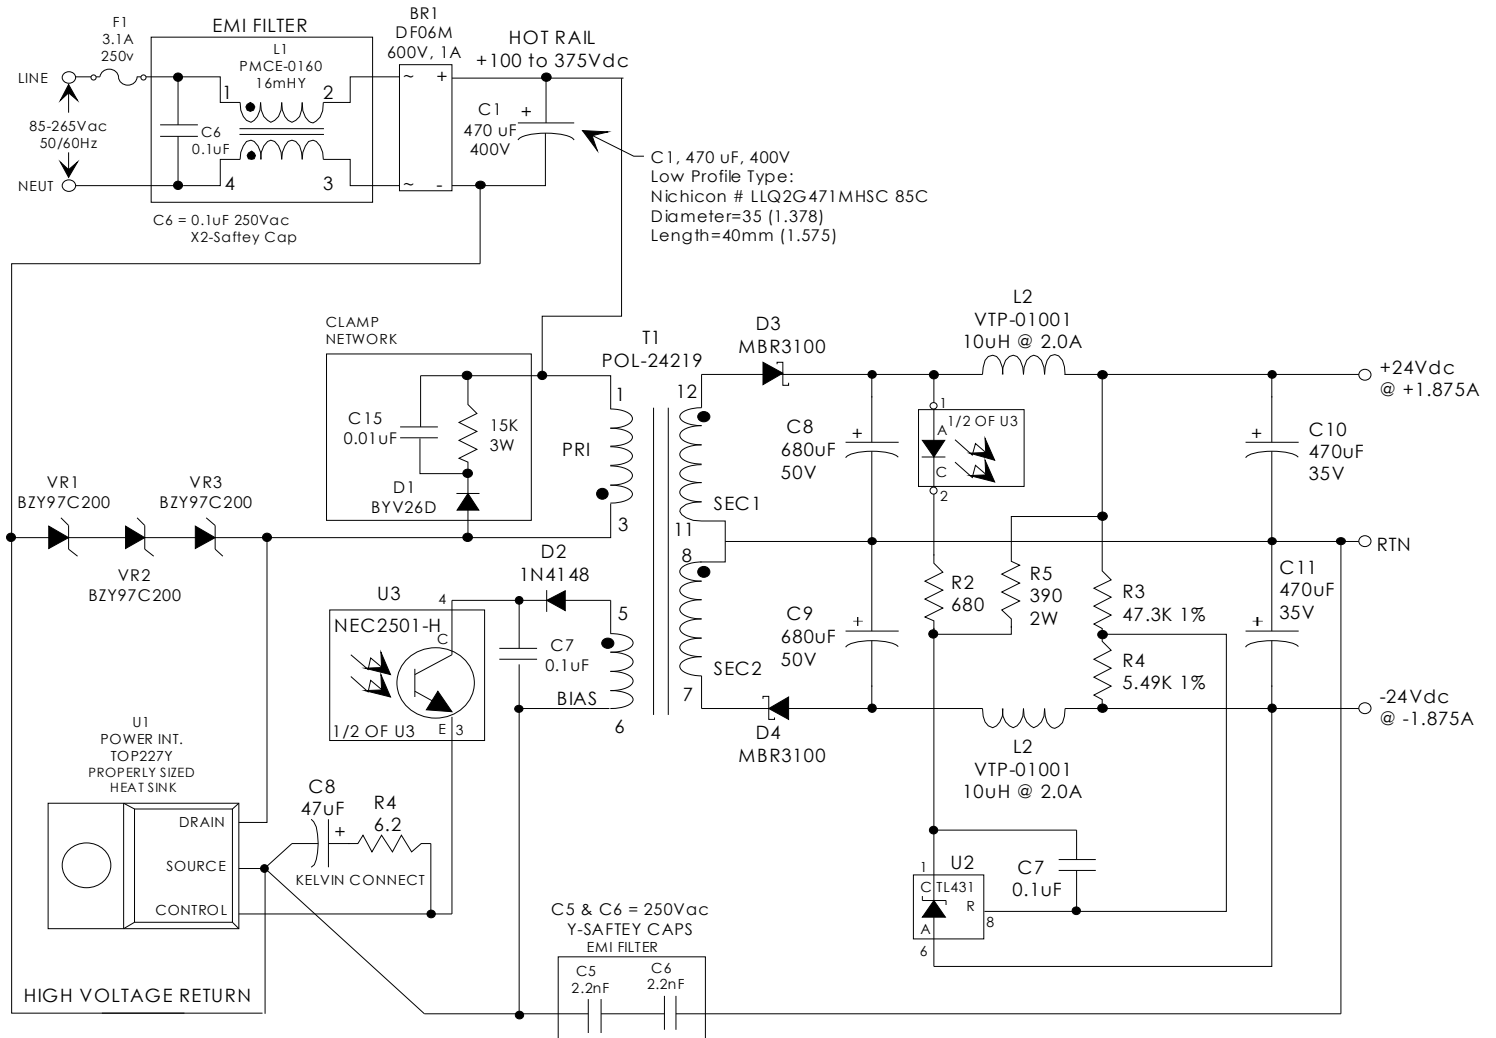 F1
3.1A
250v
EMI FILTER
L1
PMCE-0160
16mHY
BR1
DF06M
600V, 1A
HOT RAIL
+100 to 375Vdc
LINE
1
2
~
+
85-265Vac
50/60Hz
C6
0.1uF
C1
470 uF
400V
+
NEUT
4
3
~
-
C6 = 0.1uF 250Vac
X2-Saftey Cap
C1, 470 uF, 400V
Low Profile Type:
Nichicon # LLQ2G471MHSC 85C
Diameter=35 (1.378)
Length=40mm (1.575)
CLAMP
NETWORK
C15
0.01uF
15K
3W
D1
BYV26D
T1
POL-24219
1
PRI
3
12
SEC1
11
8
SEC2
7
5
BIAS
6
D3
MBR3100
L2
VTP-01001
10uH @ 2.0A
+24Vdc
@ +1.875A
C8
680uF
50V
+
1
1/2 OF U3
A
C
2
+
C10
470uF
35V
VR1
BZY97C200
VR3
BZY97C200
VR2
BZY97C200
D2
1N4148
RTN
U3
4
NEC2501-H
C
1/2 OF U3
E
3
C7
0.1uF
C9
680uF
50V
+
R2
680
R5
390
2W
R3
47.3K 1%
R4
5.49K 1%
C11
470uF
35V
+
D4
MBR3100
L2
VTP-01001
10uH @ 2.0A
-24Vdc
@ -1.875A
U1
POWER INT.
TOP227Y
PROPERLY SIZED
HEAT SINK
DRAIN
SOURCE
CONTROL
C8
47uF
+
R4
6.2
KELVIN CONNECT
1
U2
C
TL431
R
A
8
6
C7
0.1uF
C5 & C6 = 250Vac
Y-SAFTEY CAPS
EMI FILTER
C5
2.2nF
C6
2.2nF
HIGH VOLTAGE RETURN